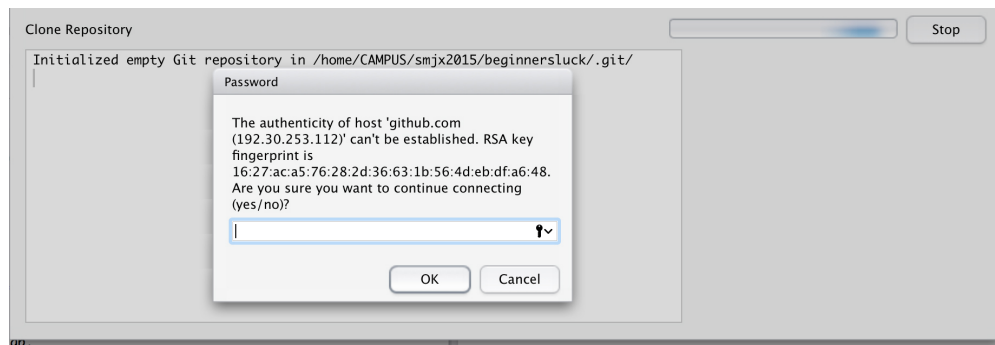 Clone Repository
Stop
Initialized empty Git repository in /home/CAMPUS/smjx2015/beginnersluck/.git/
Password
The authenticity of host 'github.com
(192.30.253.112)' can't be established. RSA key
fingerprint is
16:27:ac:a5:76:28:2d:36:63:1b:56:4d:eb:df:a6:48.
Are you sure you want to continue connecting
(yes/no)?
OK
Cancel